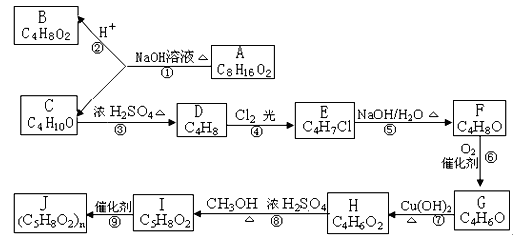 B
C₄H₈O₂
H⁺
②
NaOH溶液 △
①
A
C₈H₁₆O₂
C
C₄H₁₀O
浓 H₂SO₄△
③
D
C₄H₈
Cl₂ 光
④
E
C₄H₇Cl
NaOH/H₂O △
⑤
F
C₄H₈O
O₂
催化剂
⑥
J
(C₅H₈O₂)n
催化剂
⑨
I
C₅H₈O₂
CH₃OH 浓 H₂SO₄
△ ⑧
H
C₄H₆O₂
Cu(OH)₂
△ ⑦
G
C₄H₆O